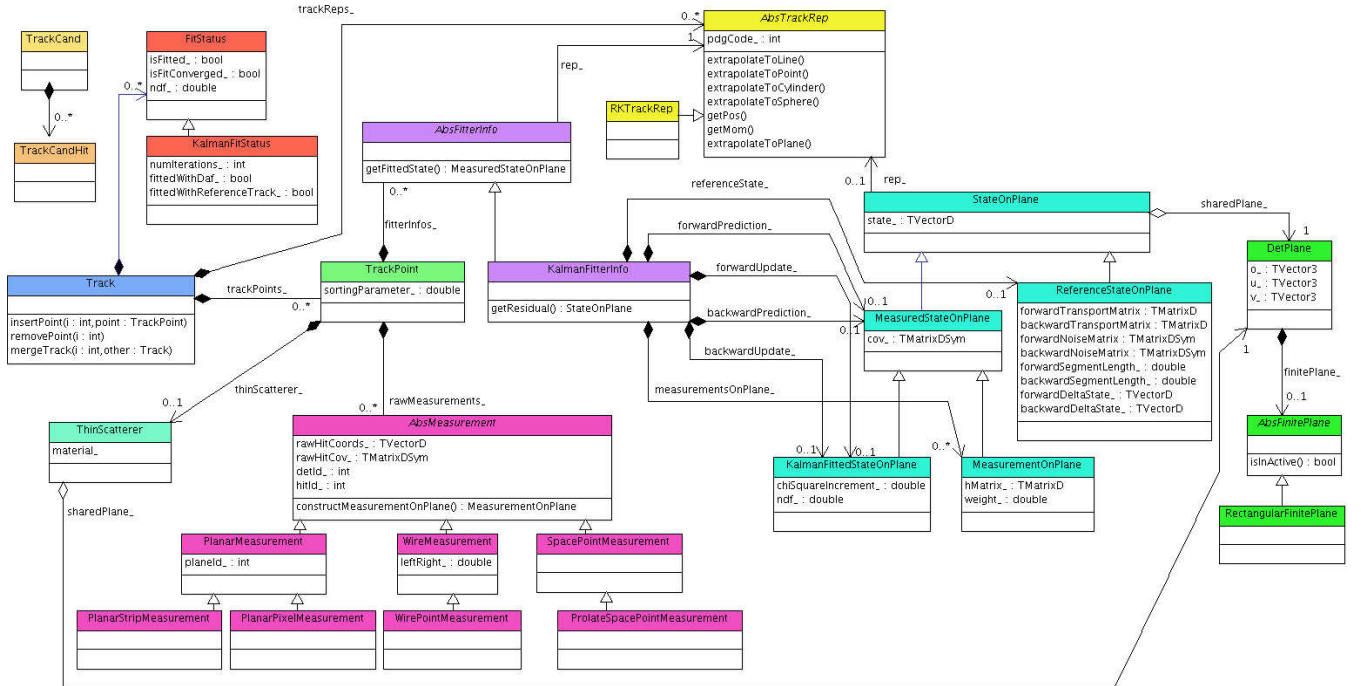 trackReps_
0..*
AbsTrackRep
pdgCode_ : int
extrapolateToLine()
extrapolateToPoint()
extrapolateToCylinder()
extrapolateToSphere()
getPos()
getMom()
extrapolateToPlane()
1
rep_
RKTrackRep
TrackCand
0..*
TrackCandHit
FitStatus
isFitted_ : bool
isFitConverged_ : bool
ndf_ : double
0..*
KalmanFitStatus
numIterations_ : int
fittedWithDaf_ : bool
fittedWithReferenceTrack_ : bool
AbsFitterInfo
getFittedState() : MeasuredStateOnPlane
0..*
fitterInfos_
referenceState_
0..1
rep_
StateOnPlane
state_ : TVectorD
sharedPlane_
1
DetPlane
o_ : TVector3
u_ : TVector3
v_ : TVector3
forwardPrediction_
Track
insertPoint(i : int,point : TrackPoint)
removePoint(i : int)
mergeTrack(i : int,other : Track)
trackPoints_
0..*
TrackPoint
sortingParameter_ : double
KalmanFitterInfo
getResidual() : StateOnPlane
forwardUpdate_
backwardPrediction_
backwardUpdate_
measurementsOnPlane_
0..1
0..1
MeasuredStateOnPlane
cov_ : TMatrixDSym
0..1
ReferenceStateOnPlane
forwardTransportMatrix : TMatrixD
backwardTransportMatrix : TMatrixD
forwardNoiseMatrix : TMatrixDSym
backwardNoiseMatrix : TMatrixDSym
forwardSegmentLength_ : double
backwardSegmentLength_ : double
forwardDeltaState_ : TVectorD
backwardDeltaState_ : TVectorD
1
finitePlane_
0..1
AbsFinitePlane
isInActive() : bool
RectangularFinitePlane
thinScatterer_
0..1
ThinScatterer
material_
sharedPlane_
0..*
rawMeasurements_
AbsMeasurement
rawHitCoords_ : TVectorD
rawHitCov_ : TMatrixDSym
detId_ : int
hitId_ : int
constructMeasurementOnPlane() : MeasurementOnPlane
0..1
0..1
KalmanFittedStateOnPlane
chiSquareIncrement_ : double
ndf_ : double
0..*
MeasurementOnPlane
hMatrix_ : TMatrixD
weight_ : double
PlanarMeasurement
planeId_ : int
WireMeasurement
leftRight_ : double
SpacePointMeasurement
PlanarStripMeasurement
PlanarPixelMeasurement
WirePointMeasurement
ProlateSpacePointMeasurement